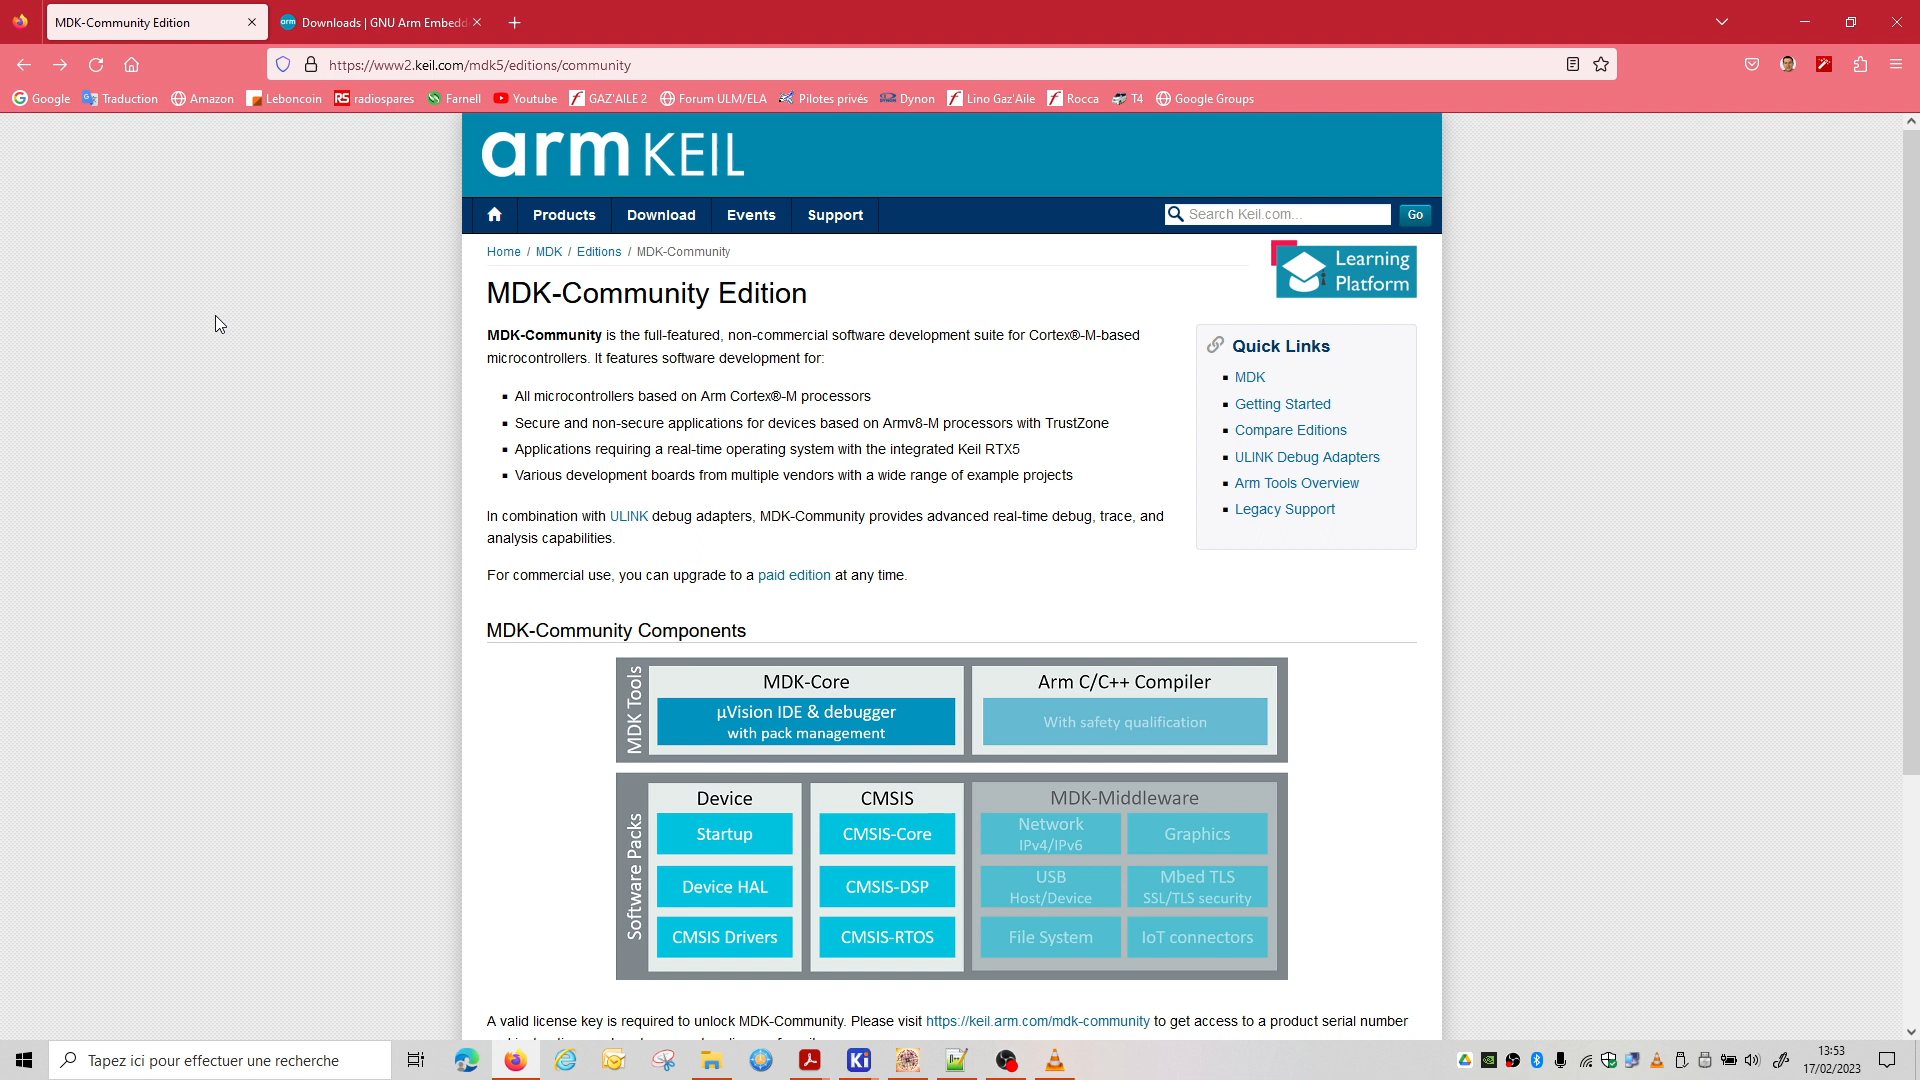 MDK-Community Edition
Downloads | GNU Arm Embedd
https://www2.keil.com/mdk5/editions/community
Google Traduction Amazon Leboncoin radiospares Farnell Youtube GAZ'AILE 2 Forum ULM/ELA Pilotes privés Dynon Lino Gaz'Aile Rocca T4 Google Groups
arm KEIL
Products Download Events Support Search Keil.com... Go
Home / MDK / Editions / MDK-Community
Learning
Platform
MDK-Community Edition
MDK-Community is the full-featured, non-commercial software development suite for Cortex®-M-based
microcontrollers. It features software development for:
All microcontrollers based on Arm Cortex®-M processors
Secure and non-secure applications for devices based on Armv8-M processors with TrustZone
Applications requiring a real-time operating system with the integrated Keil RTX5
Various development boards from multiple vendors with a wide range of example projects
In combination with ULINK debug adapters, MDK-Community provides advanced real-time debug, trace, and
analysis capabilities.
For commercial use, you can upgrade to a paid edition at any time.
Quick Links
MDK
Getting Started
Compare Editions
ULINK Debug Adapters
Arm Tools Overview
Legacy Support
MDK-Community Components
MDK Tools
MDK-Core
µVision IDE & debugger
with pack management
Arm C/C++ Compiler
With safety qualification
Software Packs
Device
Startup
Device HAL
CMSIS Drivers
CMSIS
CMSIS-Core
CMSIS-DSP
CMSIS-RTOS
MDK-Middleware
Network
IPv4/IPv6
Graphics
USB
Host/Device
Mbed TLS
SSL/TLS security
File System
IoT connectors
A valid license key is required to unlock MDK-Community. Please visit https://keil.arm.com/mdk-community to get access to a product serial number
Tapez ici pour effectuer une recherche
13:53
17/02/2023